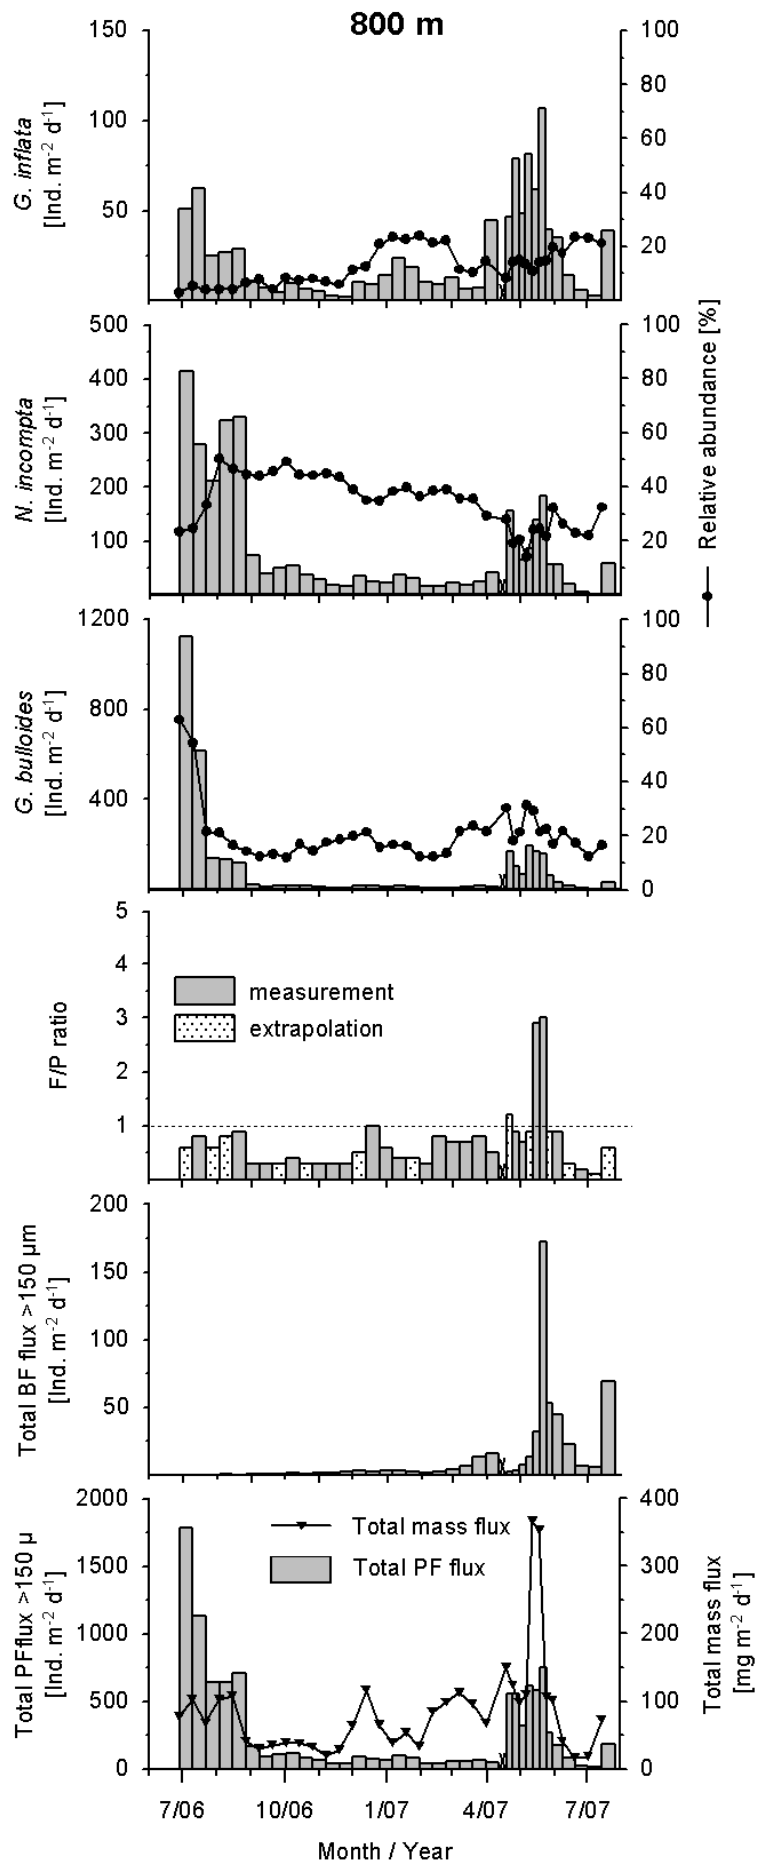 800 m
G. inflata
[Ind. m-2 d-1]
150
100
50
100
80
60
40
20
N. incompta
[Ind. m-2 d-1]
500
400
300
200
100
100
80
60
40
20
Relative abundance [%]
G. bulloides
[Ind. m-2 d-1]
1200
800
400
100
80
60
40
20
0
F/P ratio
5
4
3
2
1
measurement
extrapolation
Total BF flux >150 µm
[Ind. m-2 d-1]
200
150
100
50
Total PFflux >150 µ
[Ind. m-2 d-1]
2000
1500
1000
500
0
Total mass flux
Total PF flux
400
300
200
100
0
Total mass flux
[mg m-2 d-1]
7/06 10/06 1/07 4/07 7/07
Month / Year